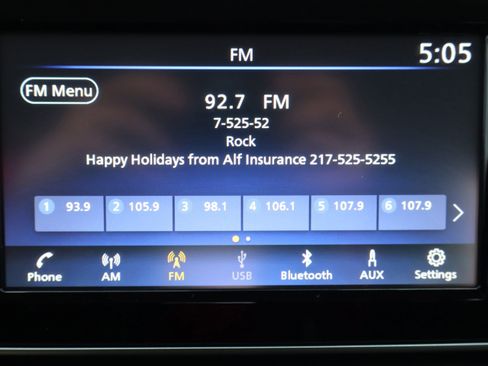 FM 5:05
FM Menu
92.7 FM
7-525-52
Rock
Happy Holidays from Alf Insurance 217-525-5255
1 93.9 2 105.9 3 98.1 4 106.1 5 107.9 6 107.9
Phone AM FM USB Bluetooth AUX Settings